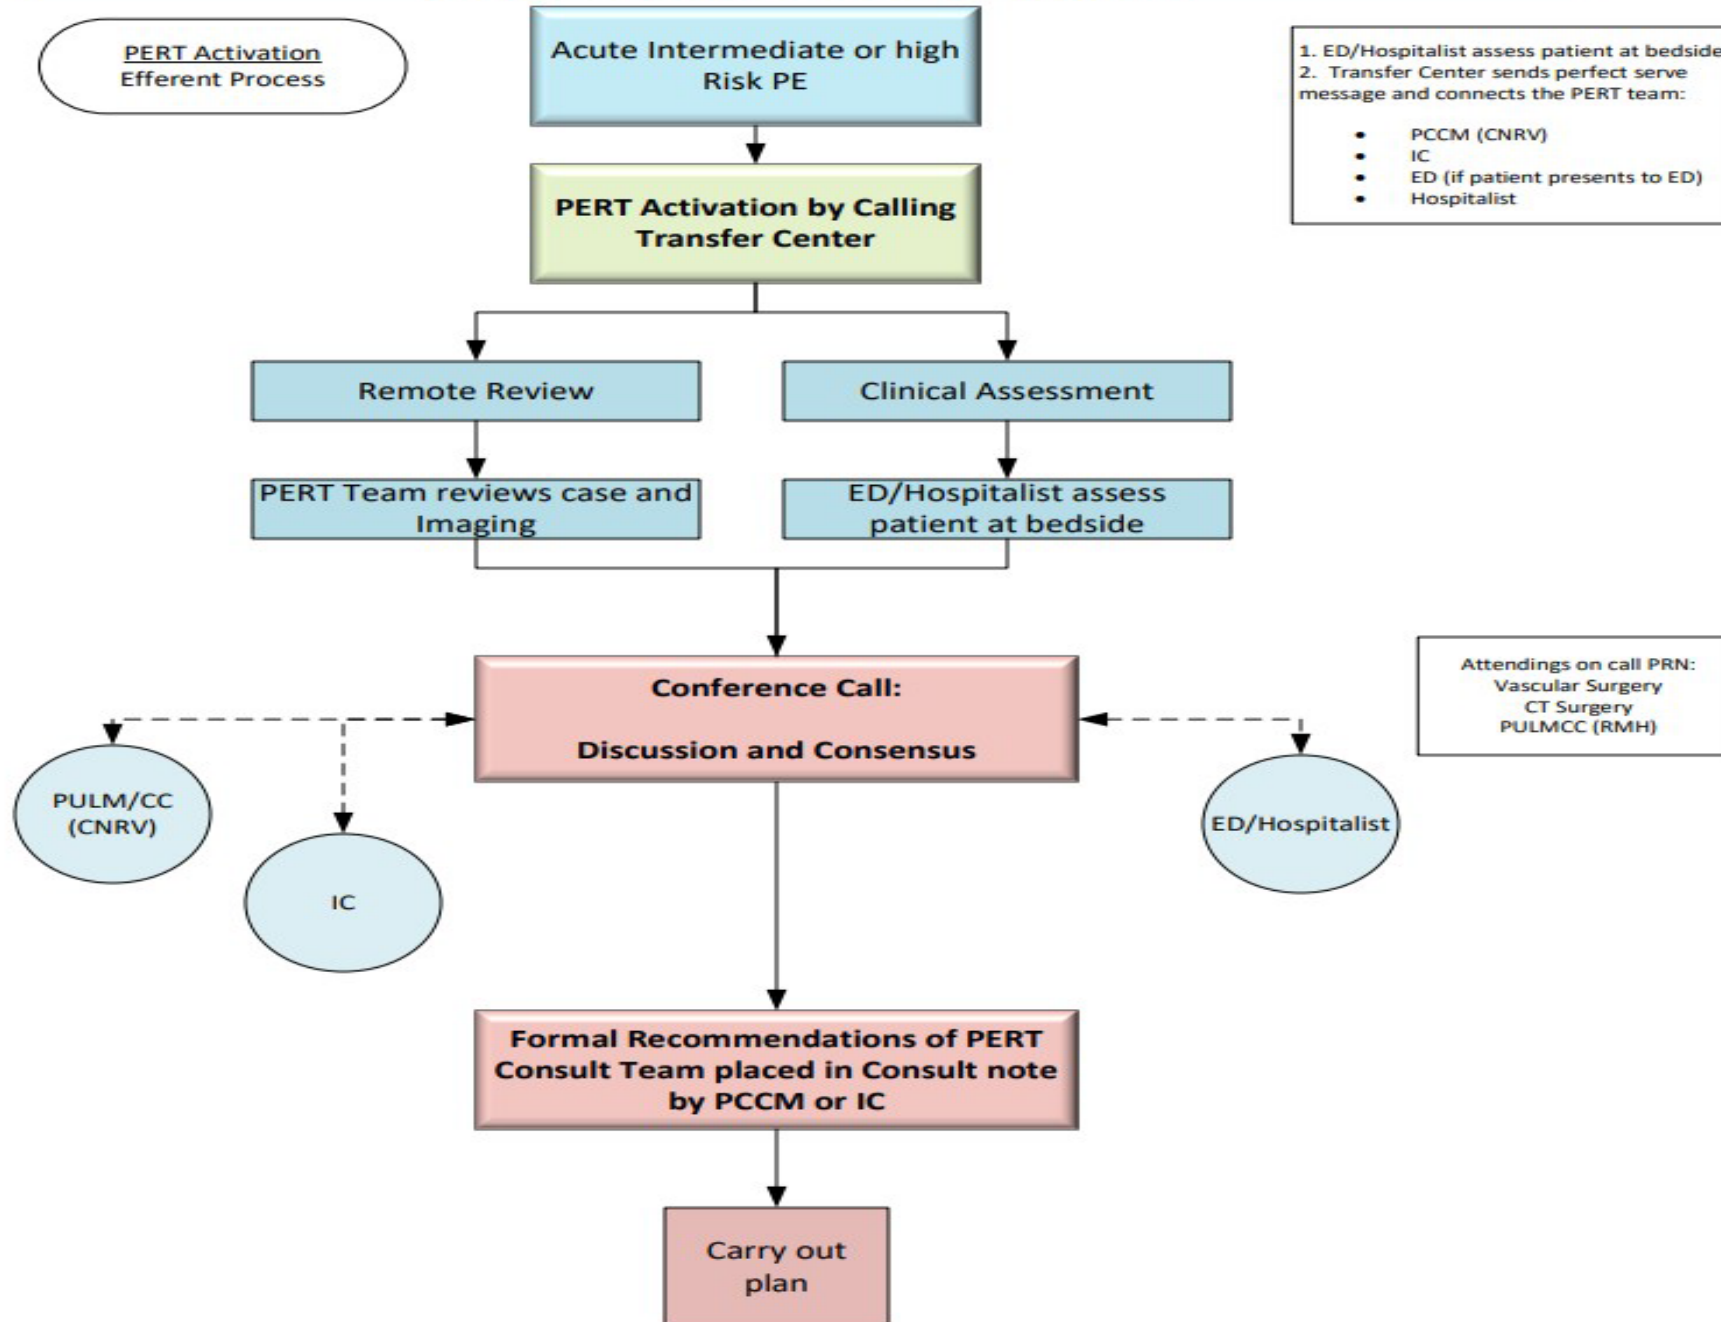 PERT Activation
Efferent Process
Acute Intermediate or high
Risk PE
1. ED/Hospitalist assess patient at bedside
2. Transfer Center sends perfect serve
message and connects the PERT team:
• PCCM (CNRV)
• IC
• ED (if patient presents to ED)
• Hospitalist
PERT Activation by Calling
Transfer Center
Remote Review
Clinical Assessment
PERT Team reviews case and
Imaging
ED/Hospitalist assess
patient at bedside
Conference Call:
Discussion and Consensus
Attendings on call PRN:
Vascular Surgery
CT Surgery
PULMCC (RMH)
PULM/CC
(CNRV)
IC
ED/Hospitalist
Formal Recommendations of PERT
Consult Team placed in Consult note
by PCCM or IC
Carry out
plan